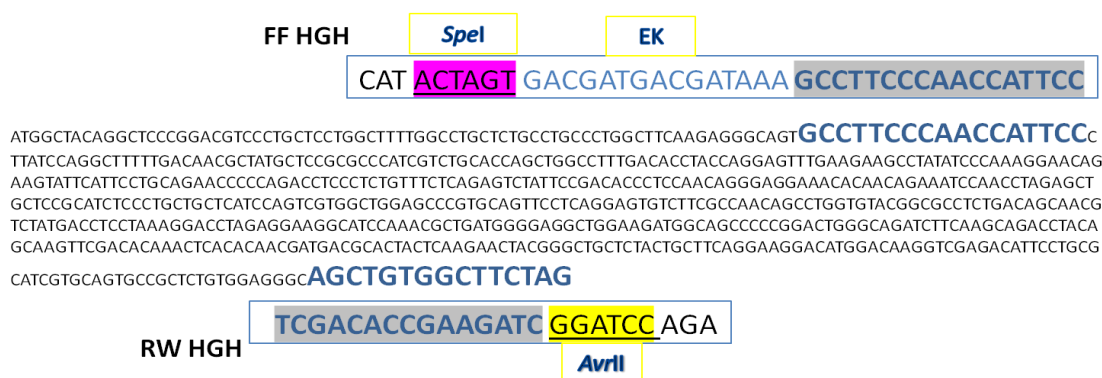 FF HGH SpeI EK
CAT ACTAGT GACGATGACGATAAA GCCTTCCCAACCATTCC
ATGGCTACAGGCTCCCGGACGTCCCTGCTCCTGGCTTTTGGCCTGCTCTGCCTGCCCTGGCTTCAAGAGGGCAGTGCCTTCCCAACCATTCCC
TTATCCAGGCTTTTTGACAACGCTATGCTCCGCGCCCATCGTCTGCACCAGCTGGCCTTTGACACCTACCAGGAGTTTGAAGAAGCCTATATCCCAAAGGAACAG
AAGTATTCATTCCTGCAGAACCCCCAGACCTCCCTCTGTTTCTCAGAGTCTATTCCGACACCCTCCAACAGGGAGGAAACACAACAGAAATCCAACCTAGAGCT
GCTCCGCATCTCCCTGCTGCTCATCCAGTCGTGGCTGGAGCCCGTGCAGTTCCTCAGGAGTGTCTTCGCCAACAGCCTGGTGTACGGCGCCTCTGACAGCAACG
TCTATGACCTCCTAAAGGACCTAGAGGAAGGCATCCAAACGCTGATGGGGAGGCTGGAAGATGGCAGCCCCCGGACTGGGCAGATCTTCAAGCAGACCTACA
GCAAGTTCGACACAAACTCACACAACGATGACGCACTACTCAAGAACTACGGGCTGCTCTACTGCTTCAGGAAGGACATGGACAAGGTCGAGACATTCCTGCG
CATCGTGCAGTGCCGCTCTGTGGAGGGCAGCTGTGGCTTCTAG
TCGACACCGAAGATC GGATCC AGA
RW HGH AvrII